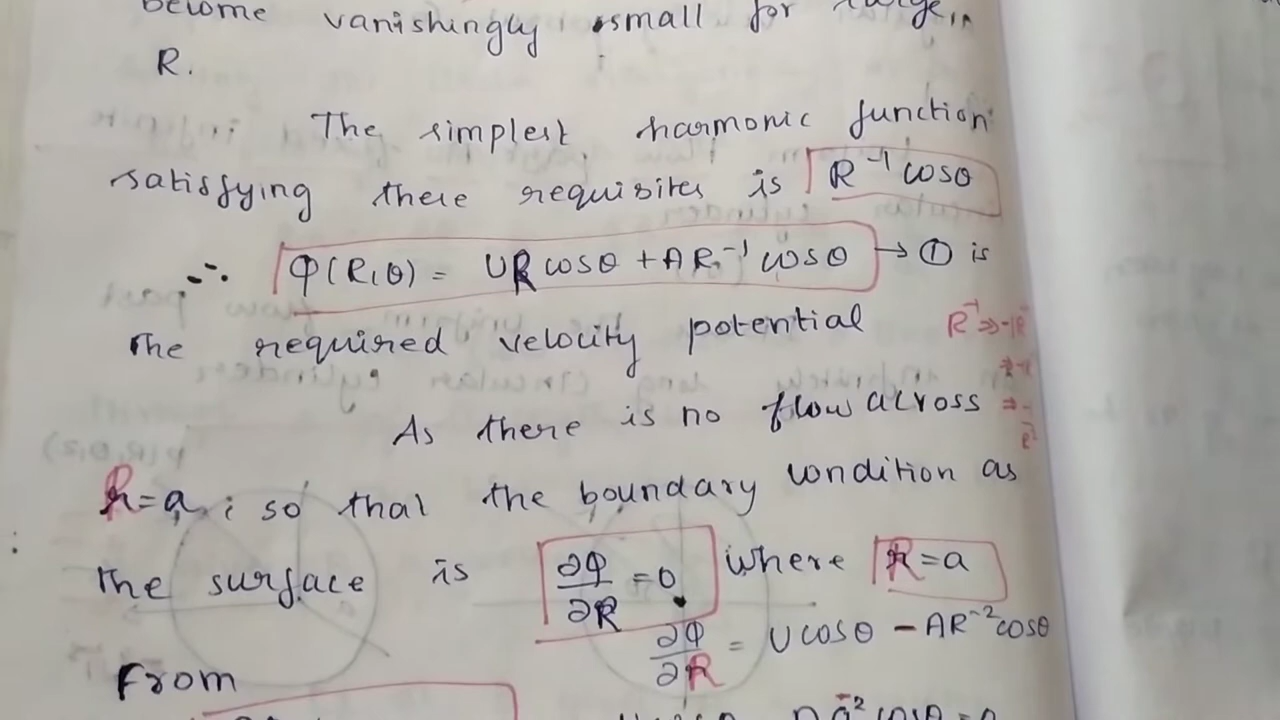 become vanishingly small for large
R.
The simplest harmonic function
satisfying these requisites is R⁻¹ cosθ
∴ φ(R,θ) = UR cosθ + AR⁻¹ cosθ → ① is
The required velocity potential
As there is no flow across
R=a, so that the boundary condition as
the surface is ∂φ/∂R = 0 where R=a
∂φ/∂R = U cosθ - AR⁻² cosθ
From